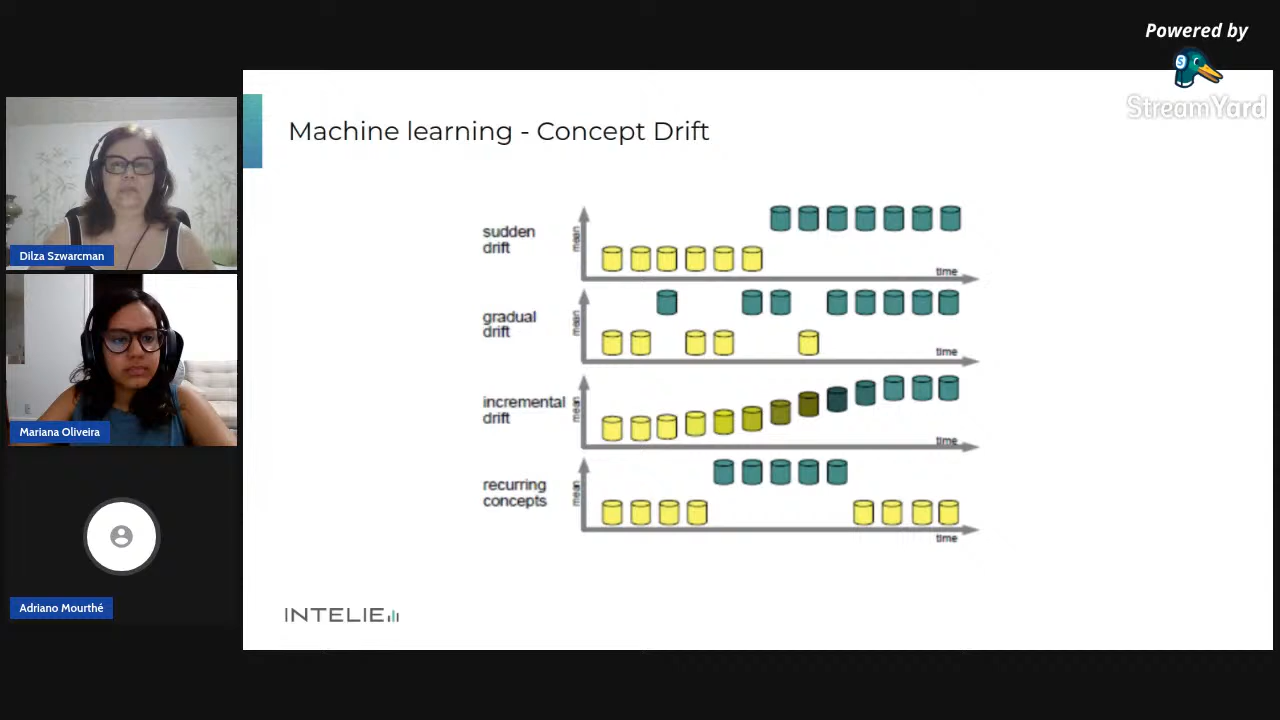 Powered by
StreamYard
Machine learning - Concept Drift
Dilza Szwarcman
Mariana Oliveira
Adriano Mourthé
sudden
drift
mean
time
gradual
drift
mean
time
incremental
drift
mean
time
recurring
concepts
mean
time
INTELIE